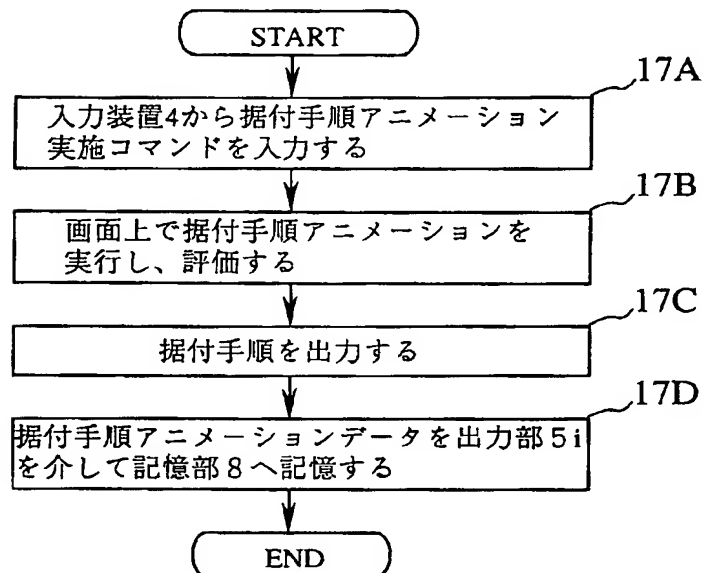 START
17A
入力装置4から据付手順アニメーション
実施コマンドを入力する
17B
画面上で据付手順アニメーションを
実行し、評価する
17C
据付手順を出力する
17D
据付手順アニメーションデータを出力部5i
を介して記憶部8へ記憶する
END